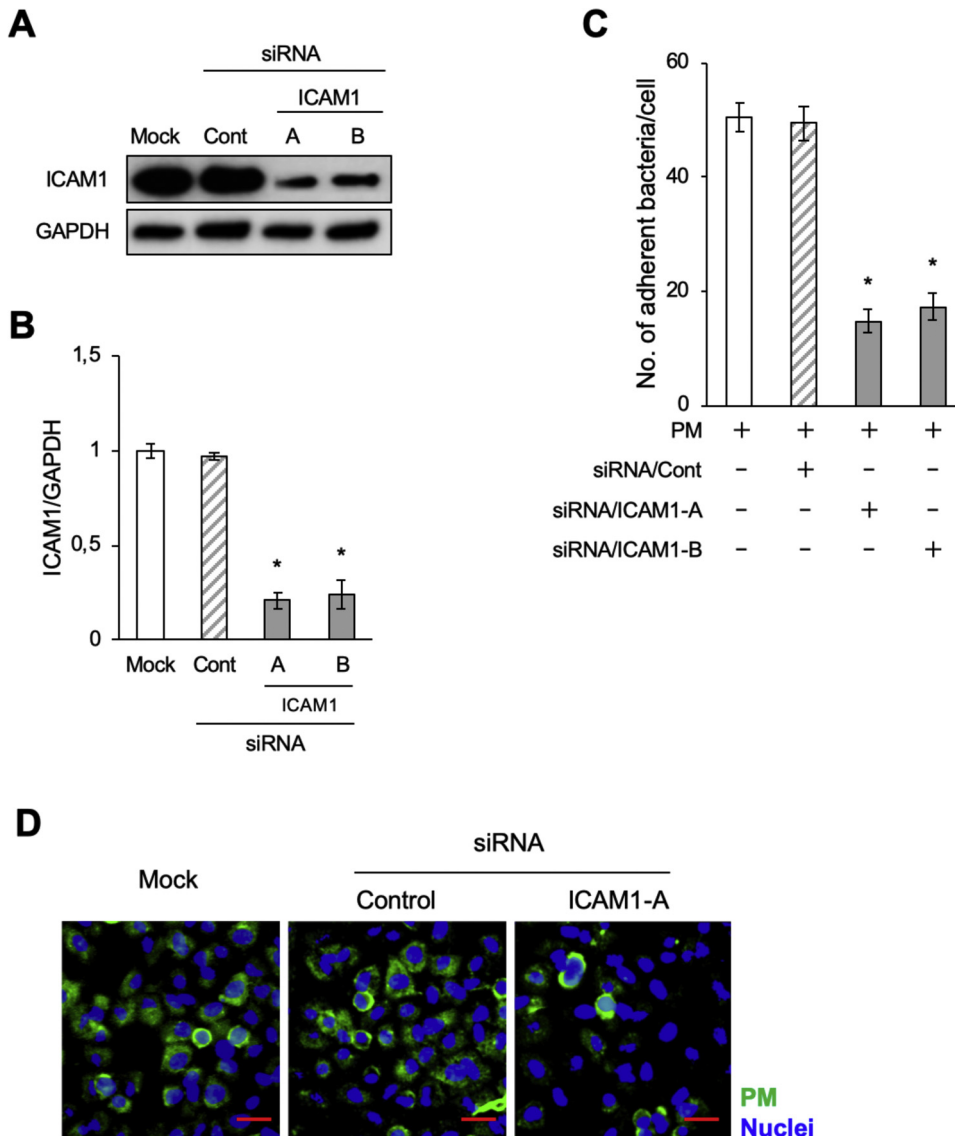 A
siRNA
ICAM1
Mock Cont A B
ICAM1
GAPDH
B
1,5
1
0,5
0
ICAM1/GAPDH
* *
Mock Cont A B
ICAM1
siRNA
C
60
40
20
0
No. of adherent bacteria/cell
* *
PM + + + +
siRNA/Cont – + – –
siRNA/ICAM1-A – – + –
siRNA/ICAM1-B – – – +
D
siRNA
Mock Control ICAM1-A
PM
Nuclei